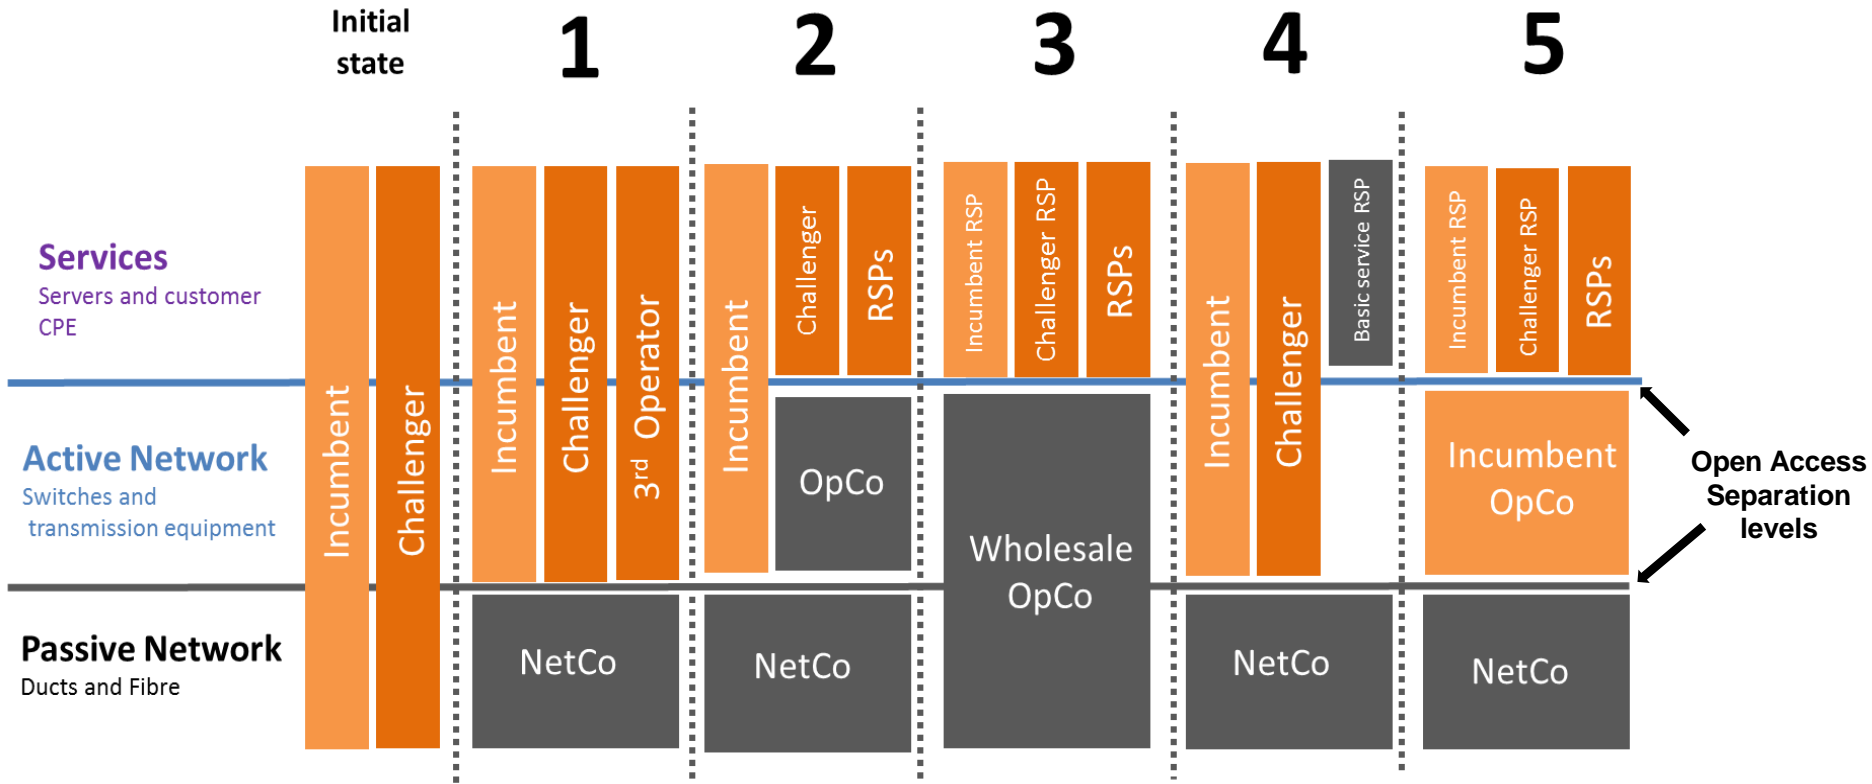 Initial
state
1
2
3
4
5
Services
Servers and customer
CPE
Active Network
Switches and
transmission equipment
Passive Network
Ducts and Fibre
Incumbent
Challenger
Incumbent
Challenger
3rd Operator
NetCo
Incumbent
Challenger
RSPs
OpCo
NetCo
Incumbent RSP
Challenger RSP
RSPs
Wholesale
OpCo
Incumbent
Challenger
Basic service RSP
NetCo
Incumbent RSP
Challenger RSP
RSPs
Incumbent
OpCo
NetCo
Open Access
Separation
levels